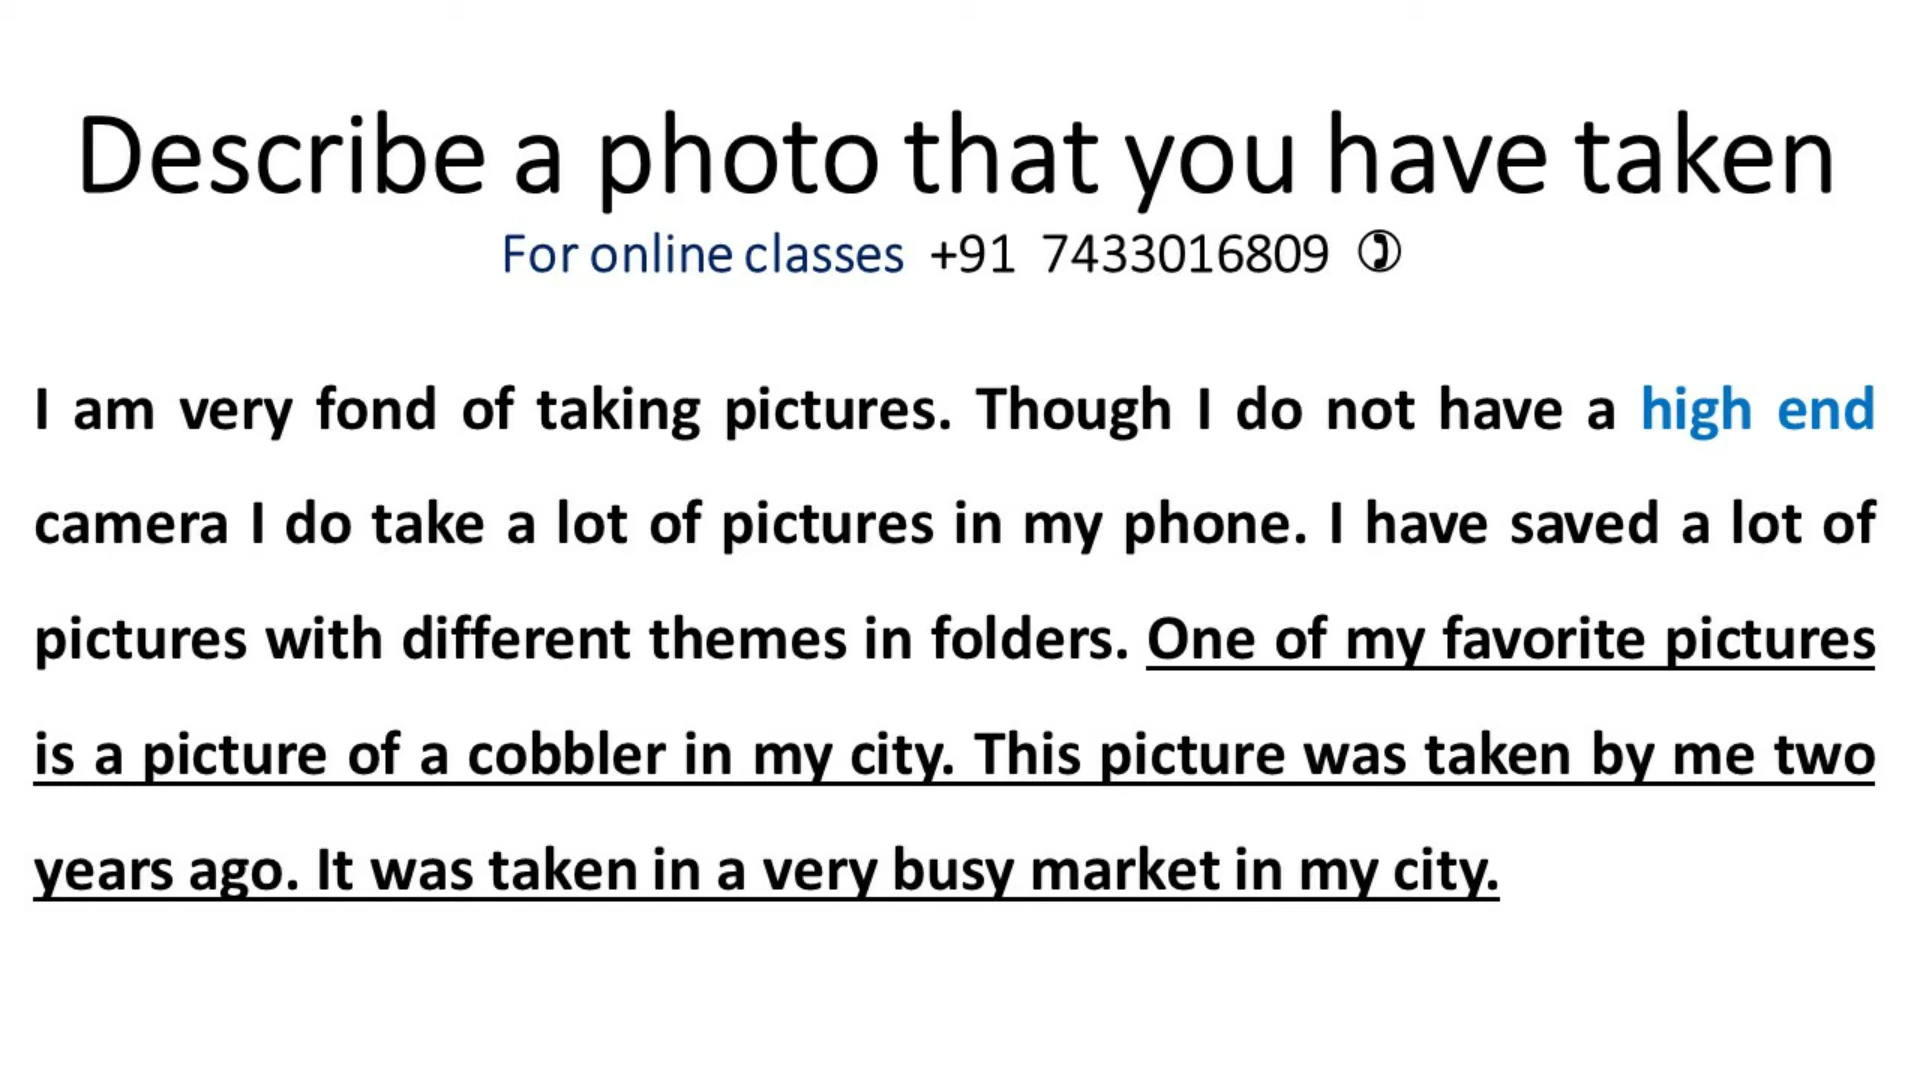 Describe a photo that you have taken
For online classes +91 7433016809 ✆
I am very fond of taking pictures. Though I do not have a high end
camera I do take a lot of pictures in my phone. I have saved a lot of
pictures with different themes in folders. One of my favorite pictures
is a picture of a cobbler in my city. This picture was taken by me two
years ago. It was taken in a very busy market in my city.